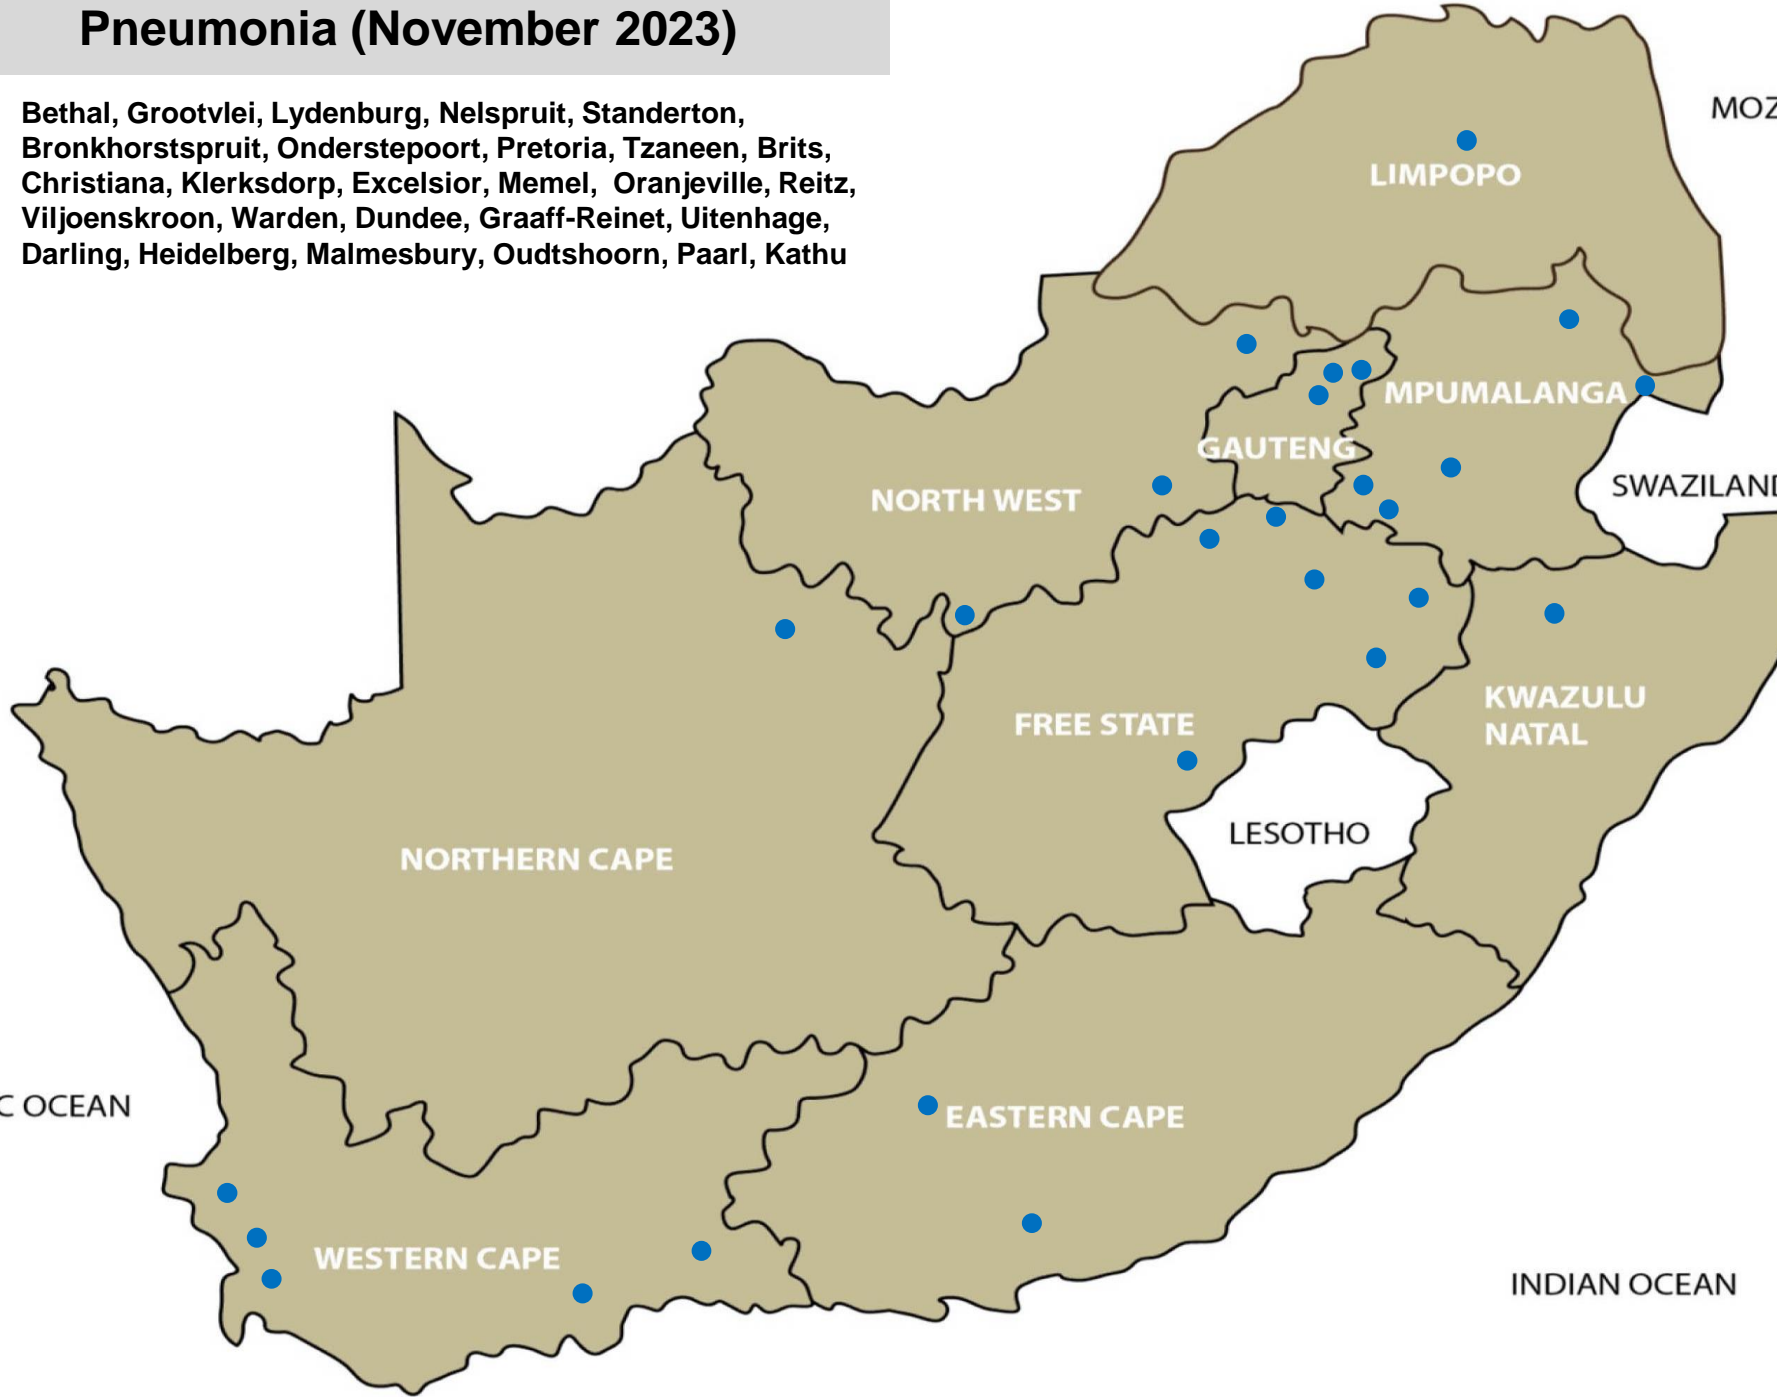 Pneumonia (November 2023)
Bethal, Grootvlei, Lydenburg, Nelspruit, Standerton,
Bronkhorstspruit, Onderstepoort, Pretoria, Tzaneen, Brits,
Christiana, Klerksdorp, Excelsior, Memel, Oranjeville, Reitz,
Viljoenskroon, Warden, Dundee, Graaff-Reinet, Uitenhage,
Darling, Heidelberg, Malmesbury, Oudtshoorn, Paarl, Kathu
MOZ
LIMPOPO
MPUMALANGA
GAUTENG
SWAZILAND
NORTH WEST
KWAZULU
NATAL
FREE STATE
LESOTHO
NORTHERN CAPE
C OCEAN
EASTERN CAPE
WESTERN CAPE
INDIAN OCEAN